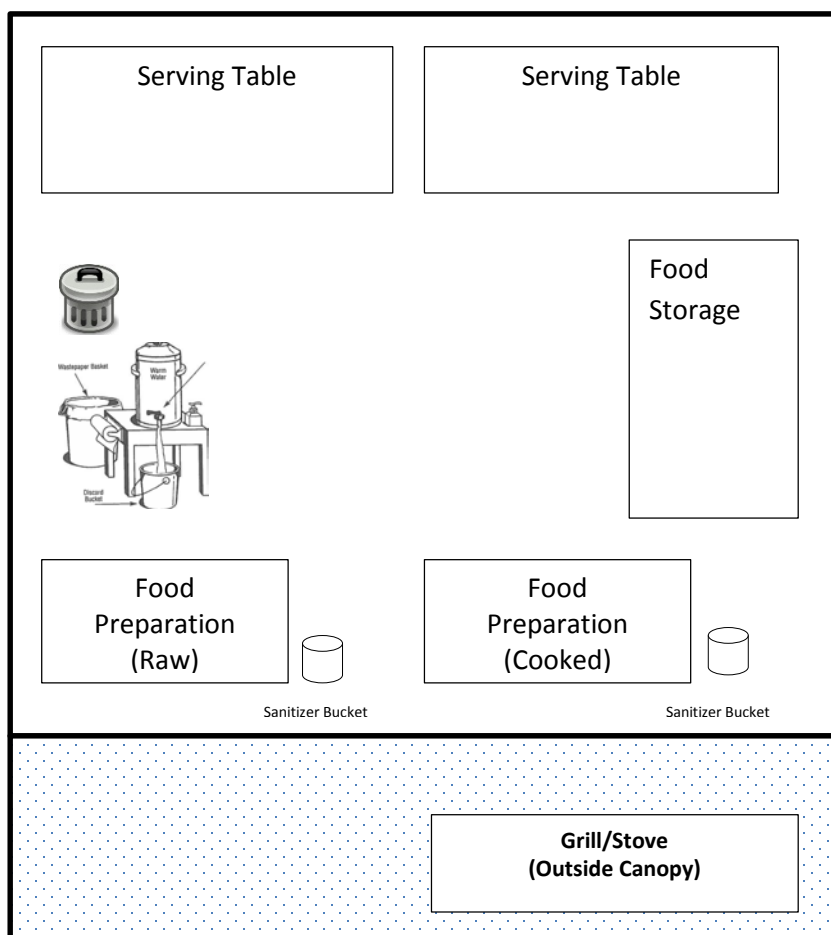 Serving Table
Serving Table
Food
Storage
Warm
Water
Wastepaper Basket
Discard
Bucket
Food
Preparation
(Raw)
Food
Preparation
(Cooked)
Sanitizer Bucket
Sanitizer Bucket
Grill/Stove
(Outside Canopy)